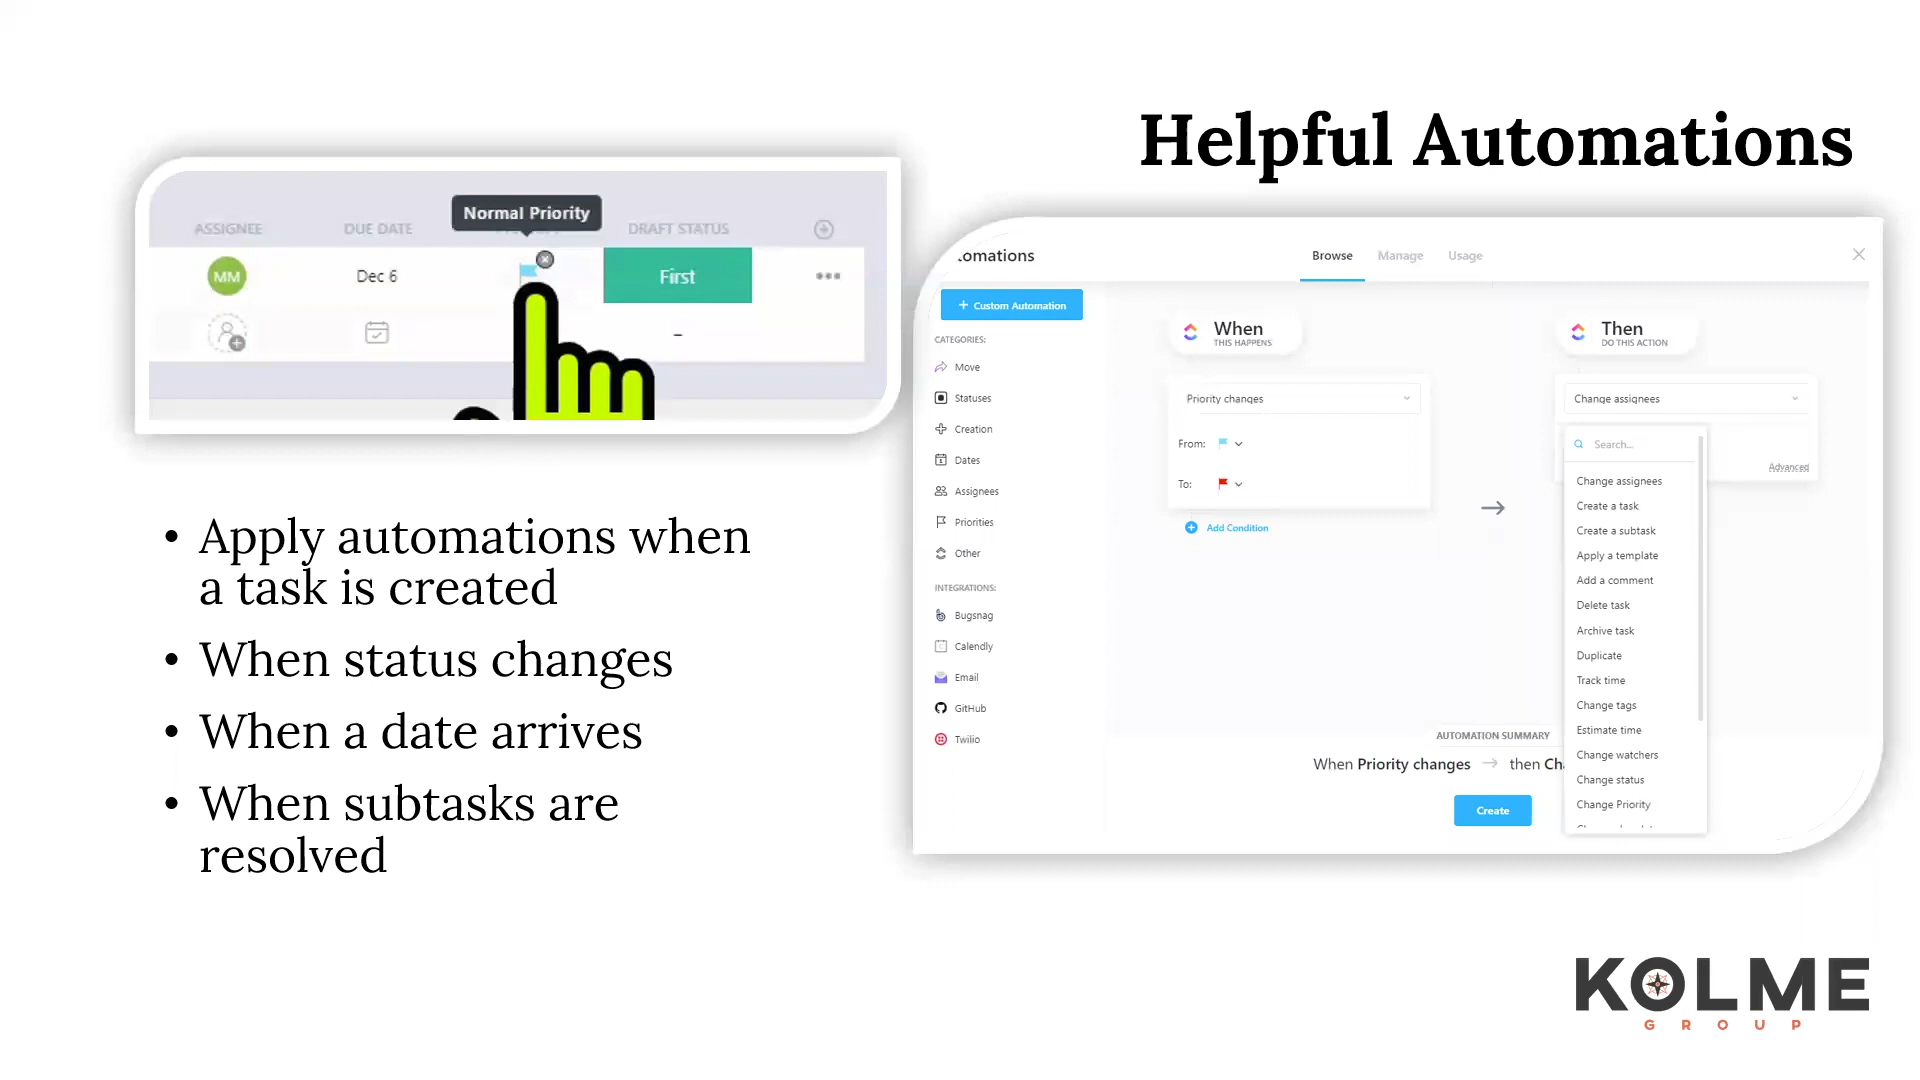 Helpful Automations
Normal Priority
ASSIGNEE
DUE DATE
DRAFT STATUS
MM
Dec 6
First
–
• Apply automations when
a task is created
• When status changes
• When a date arrives
• When subtasks are
resolved
tomations
Browse
Manage
Usage
+ Custom Automation
CATEGORIES:
Move
Statuses
Creation
Dates
Assignees
Priorities
Other
INTEGRATIONS:
Bugsnag
Calendly
Email
GitHub
Twilio
When
THIS HAPPENS
Priority changes
From:
To:
Add Condition
Then
DO THIS ACTION
Change assignees
Search...
Advanced
Change assignees
Create a task
Create a subtask
Apply a template
Add a comment
Delete task
Archive task
Duplicate
Track time
Change tags
Estimate time
Change watchers
Change status
Change Priority
AUTOMATION SUMMARY
When Priority changes → then Ch
Create
KOLME
GROUP